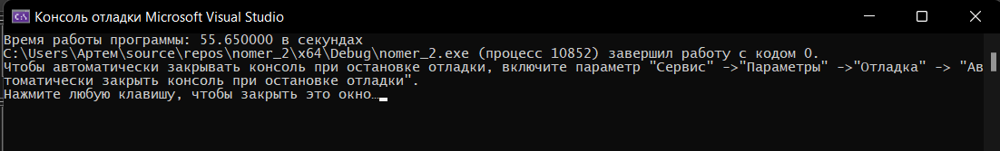 Консоль отладки Microsoft Visual Studio
Время работы программы: 55.650000 в секундах
C:\Users\Артем\source\repos\nomer_2\x64\Debug\nomer_2.exe (процесс 10852) завершил работу с кодом 0.
Чтобы автоматически закрывать консоль при остановке отладки, включите параметр "Сервис" ->"Параметры" ->"Отладка" -> "Ав
томатически закрыть консоль при остановке отладки".
Нажмите любую клавишу, чтобы закрыть это окно…